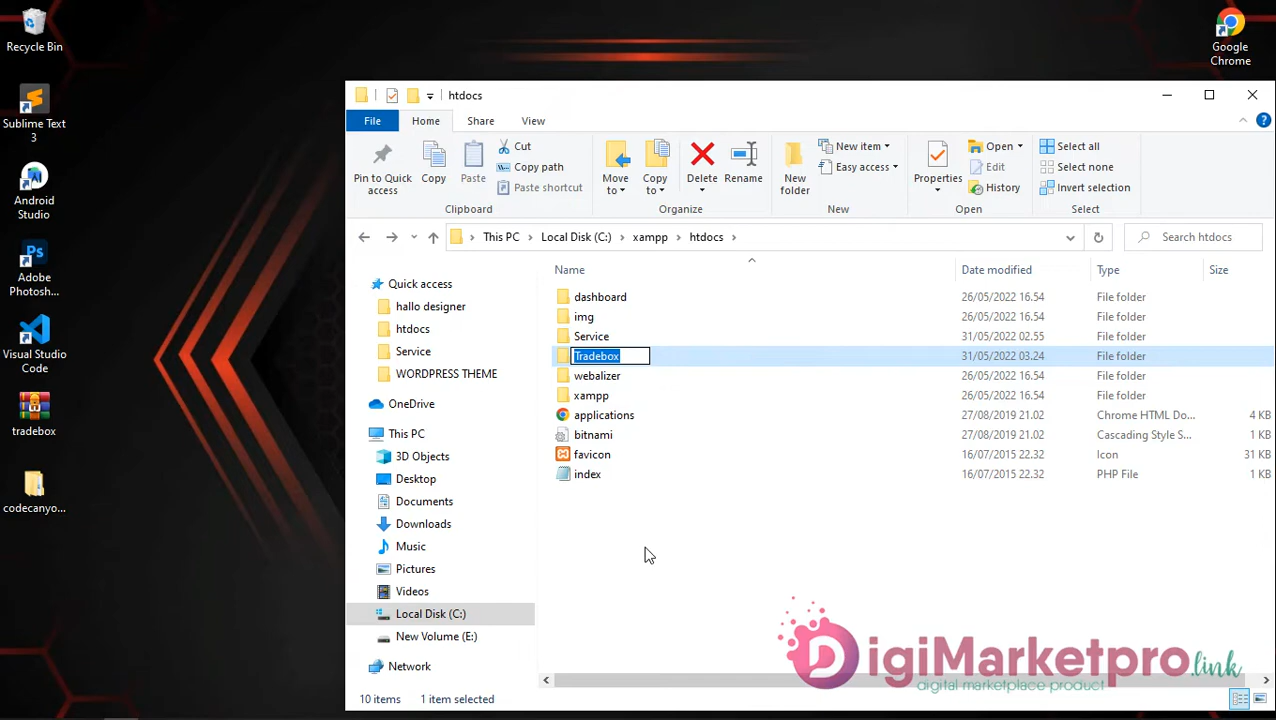 Recycle Bin
Google
Chrome
Sublime Text
3
Android
Studio
Adobe
Photosh...
Visual Studio
Code
tradebox
codecanyo...
htdocs
File
Home
Share
View
Pin to Quick
access
Copy
Paste
Cut
Copy path
Paste shortcut
Clipboard
Move
to
Copy
to
Delete
Rename
Organize
New
folder
New item
Easy access
New
Properties
Open
Edit
History
Open
Select all
Select none
Invert selection
Select
This PC > Local Disk (C:) > xampp > htdocs >
Search htdocs
Name Date modified Type Size
dashboard 26/05/2022 16.54 File folder
img 26/05/2022 16.54 File folder
Service 31/05/2022 02.55 File folder
Tradebox 31/05/2022 03.24 File folder
webalizer 26/05/2022 16.54 File folder
xampp 26/05/2022 16.54 File folder
applications 27/08/2019 21.02 Chrome HTML Do... 4 KB
bitnami 27/08/2019 21.02 Cascading Style S... 1 KB
favicon 16/07/2015 22.32 Icon 31 KB
index 16/07/2015 22.32 PHP File 1 KB
Quick access
hallo designer
htdocs
Service
WORDPRESS THEME
OneDrive
This PC
3D Objects
Desktop
Documents
Downloads
Music
Pictures
Videos
Local Disk (C:)
New Volume (E:)
Network
10 items 1 item selected
DigiMarketpro.link
digital marketplace product